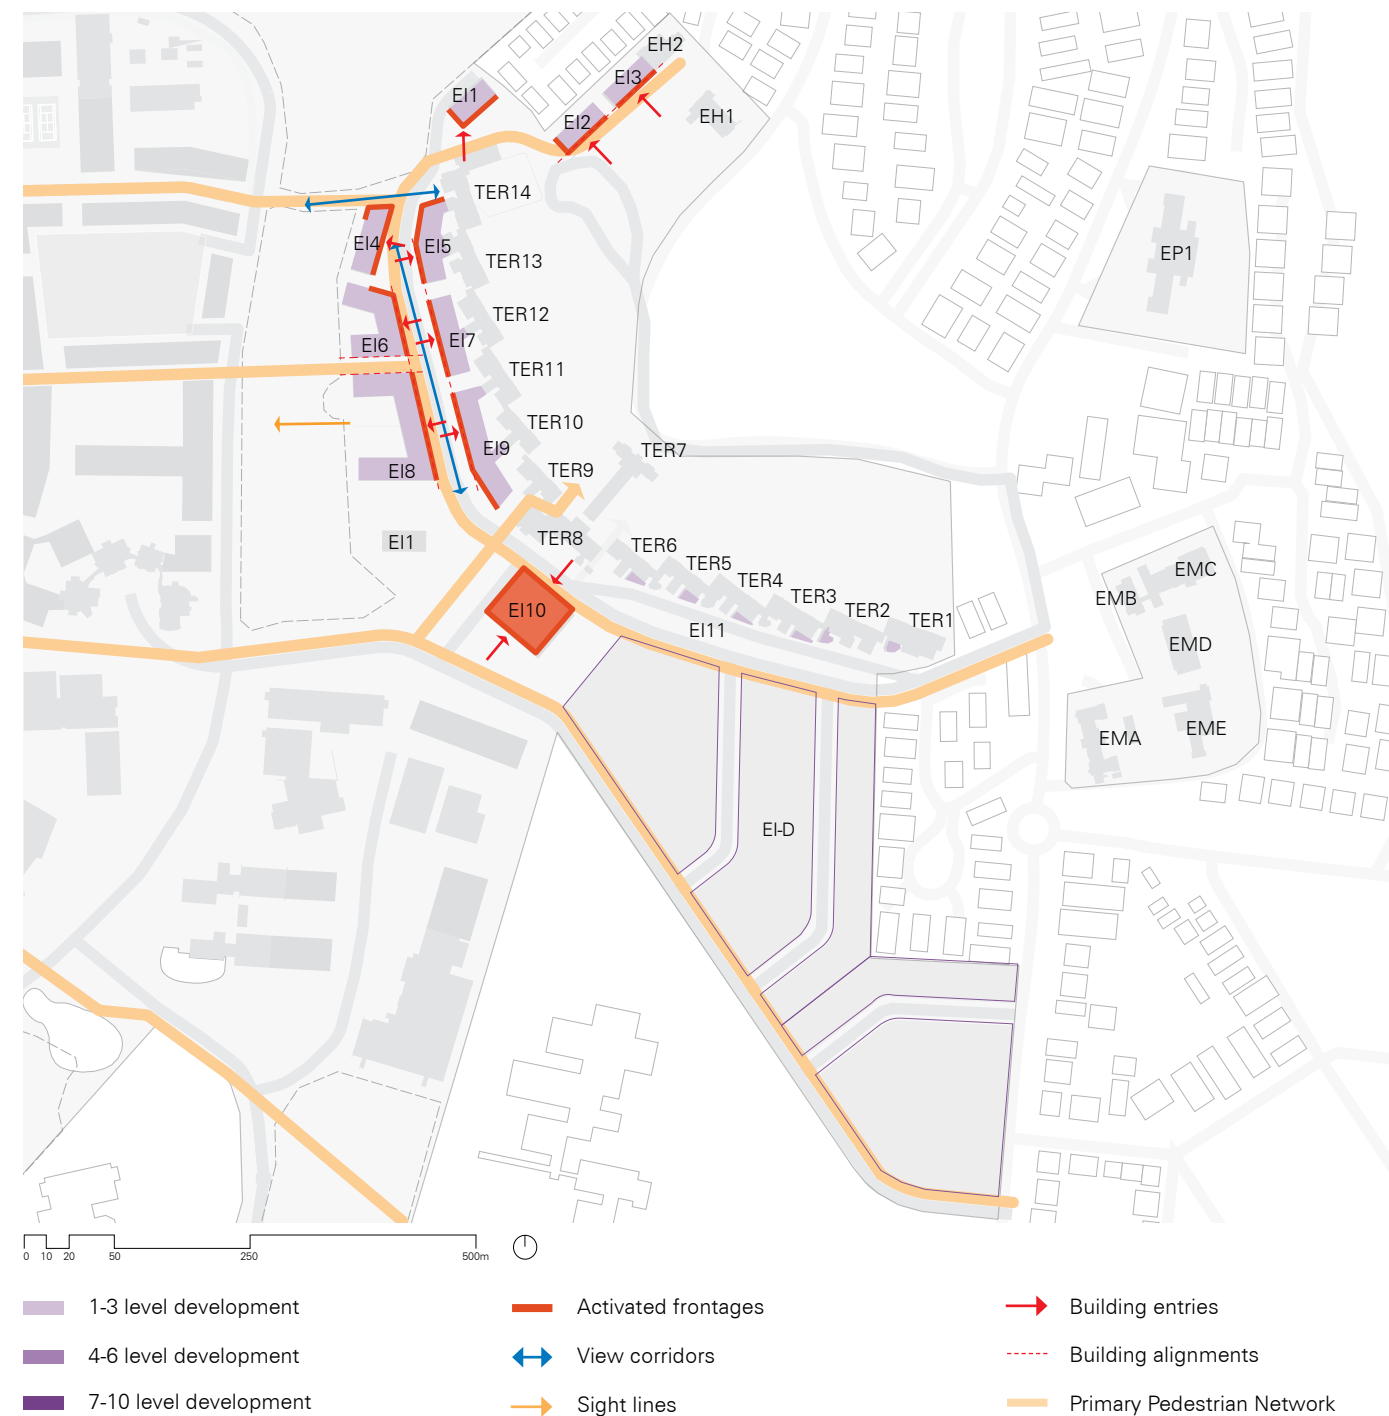 EH2
EI3
EI1
EH1
EI2
TER14
EI4
EI5
EP1
TER13
TER12
EI6
EI7
TER11
TER10
EI9
TER7
EI8
TER9
EI1
TER8
TER6
TER5
EMC
TER4
EMB
TER3
EI10
TER2
TER1
EI11
EMD
EME
EMA
EI-D
0 10 20 50 250 500m
1-3 level development
Activated frontages
Building entries
4-6 level development
View corridors
Building alignments
7-10 level development
Sight lines
Primary Pedestrian Network